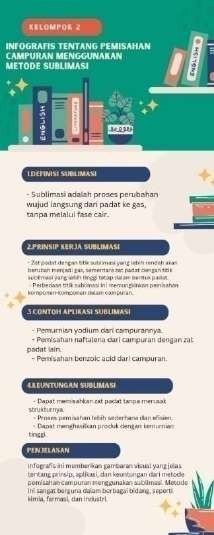 KELOMPOK 2
INFOGRAFIS TENTANG PEMISAHAN
CAMPURAN MENGGUNAKAN
METODE SUBLIMASI
ENGLISH
ENGLISH
1.DEFINISI SUBLIMASI
- Sublimasi adalah proses perubahan
wujud langsung dari padat ke gas,
tanpa melalui fase cair.
2.PRINSIP KERJA SUBLIMASI
- Zat padat dengan titik sublimasi yang lebih rendah akan
berubah menjadi gas, sementara zat padat dengan titik
sublimasi yang lebih tinggi tetap dalam bentuk padat.
- Perbedaan titik sublimasi ini memungkinkan pemisahan
komponen-komponen dalam campuran.
3.CONTOH APLIKASI SUBLIMASI
- Pemurnian yodium dari campurannya.
- Pemisahan naftalena dari campuran dengan zat
padat lain.
- Pemisahan benzoic acid dari campuran.
4.KEUNTUNGAN SUBLIMASI
- Dapat memisahkan zat padat tanpa merusak
strukturnya.
- Proses pemisahan lebih sederhana dan efisien.
- Dapat menghasilkan produk dengan kemurnian
tinggi.
PENJELASAN
Infografis ini memberikan gambaran visual yang jelas
tentang prinsip, aplikasi, dan keuntungan dari metode
pemisahan campuran menggunakan sublimasi. Metode
ini sangat berguna dalam berbagai bidang, seperti
kimia, farmasi, dan industri.